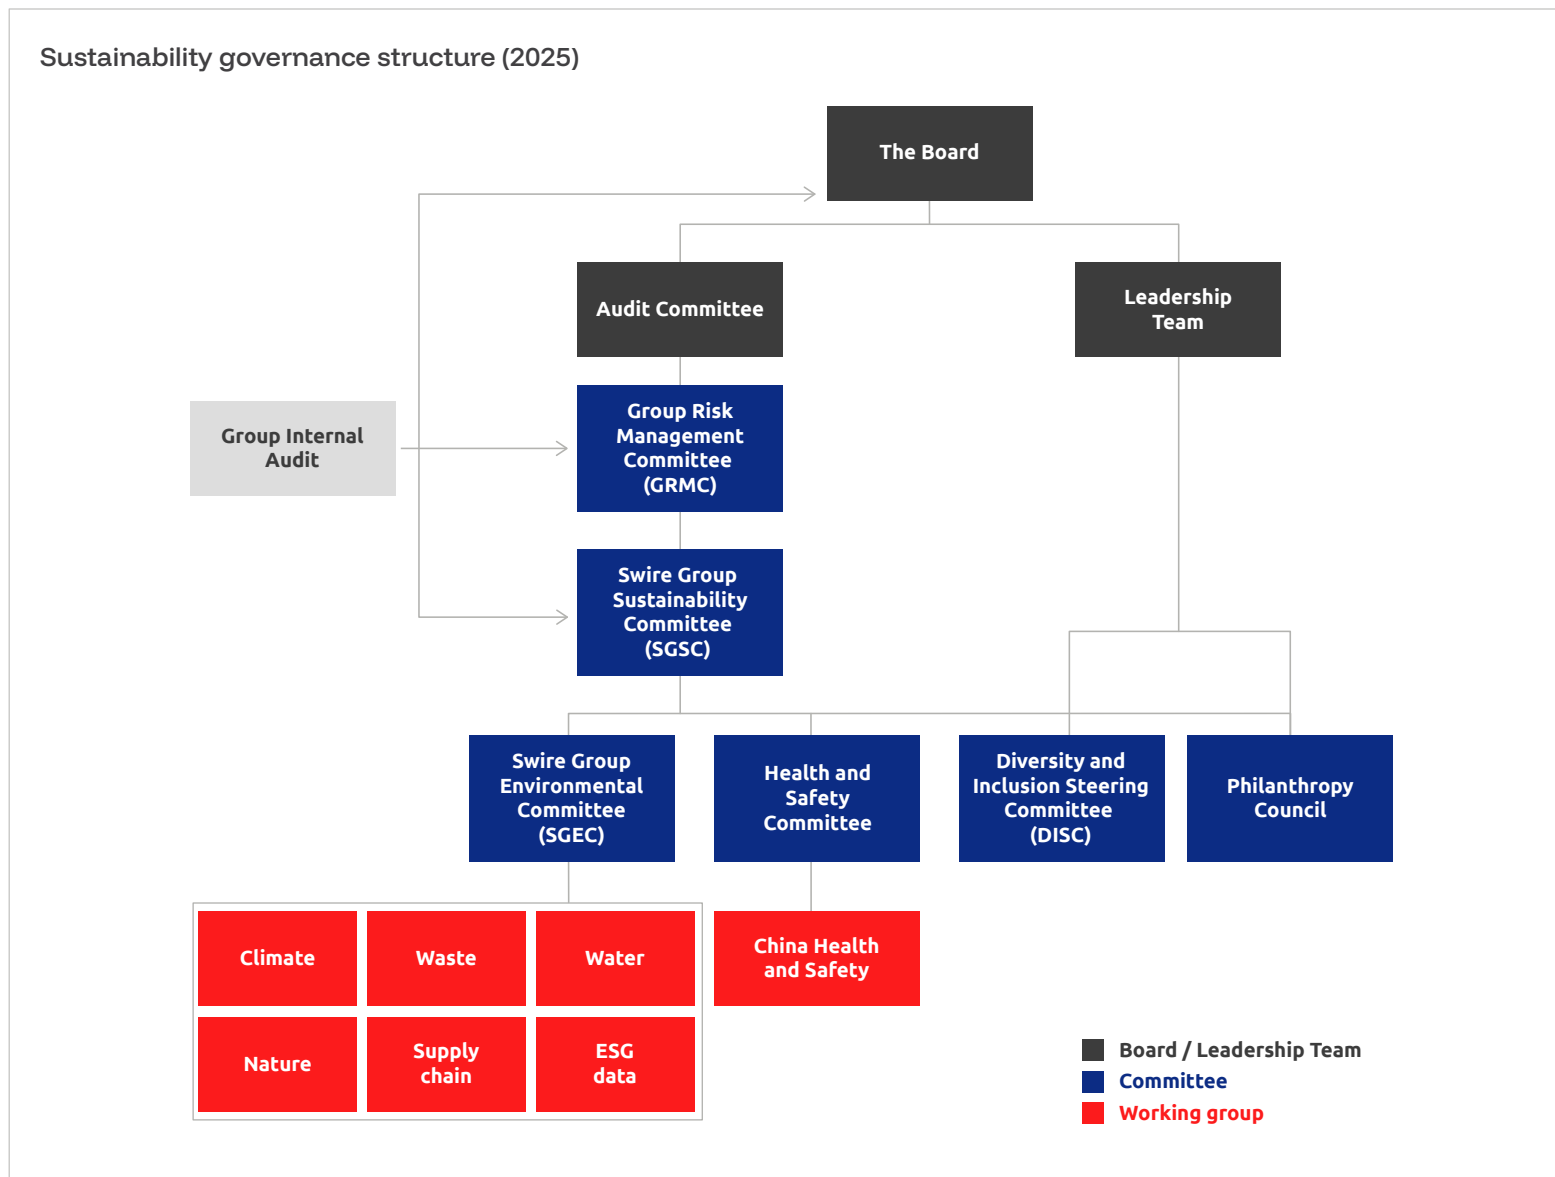 Sustainability governance structure (2025)
The Board
Audit Committee
Leadership
Team
Group Internal
Audit
Group Risk
Management
Committee
(GRMC)
Swire Group
Sustainability
Committee
(SGSC)
Swire Group
Environmental
Committee
(SGEC)
Health and
Safety
Committee
Diversity and
Inclusion Steering
Committee
(DISC)
Philanthropy
Council
Climate
Waste
Water
China Health
and Safety
Nature
Supply
chain
ESG
data
Board / Leadership Team
Committee
Working group